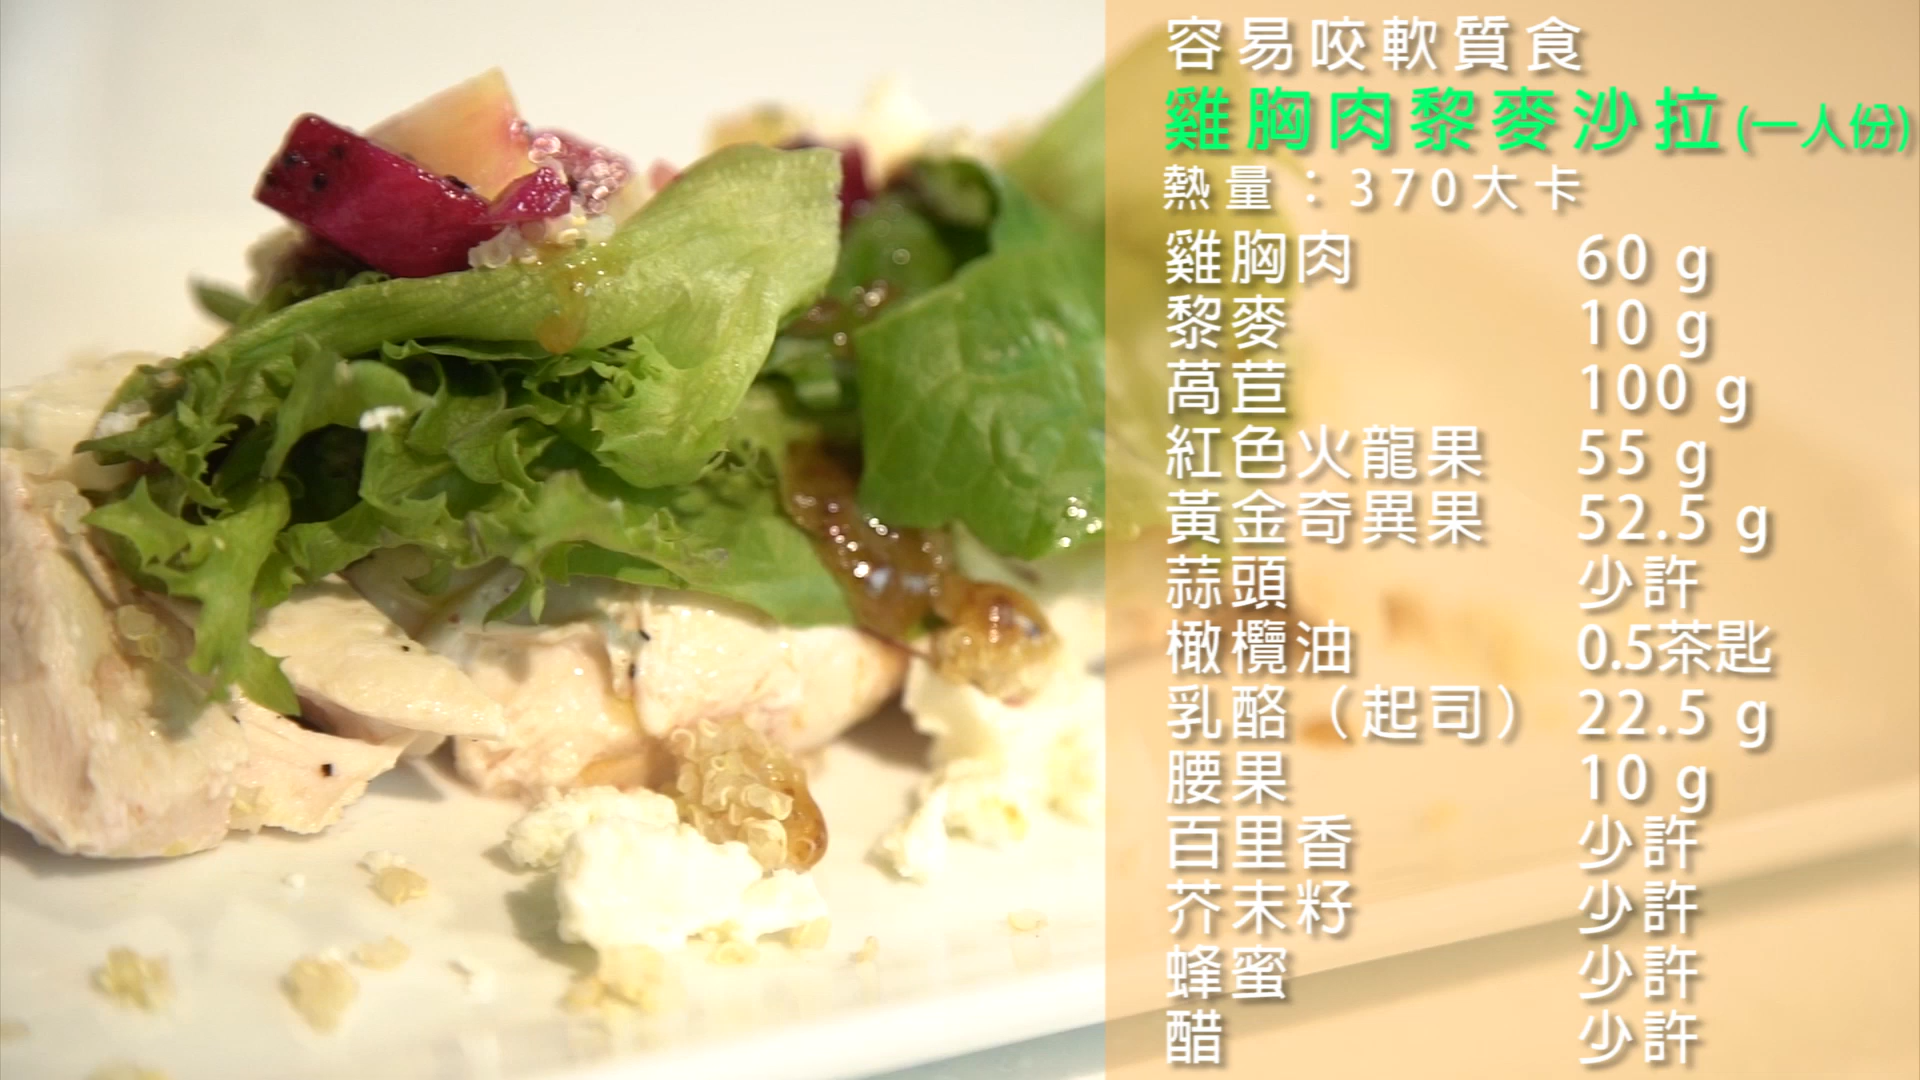 容易咬軟質食
雞胸肉黎麥沙拉(一人份)
熱量：370大卡
雞胸肉 60 g
黎麥 10 g
萵苣 100 g
紅色火龍果 55 g
黃金奇異果 52.5 g
蒜頭 少許
橄欖油 0.5茶匙
乳酪（起司） 22.5 g
腰果 10 g
百里香 少許
芥末籽 少許
蜂蜜 少許
醋 少許